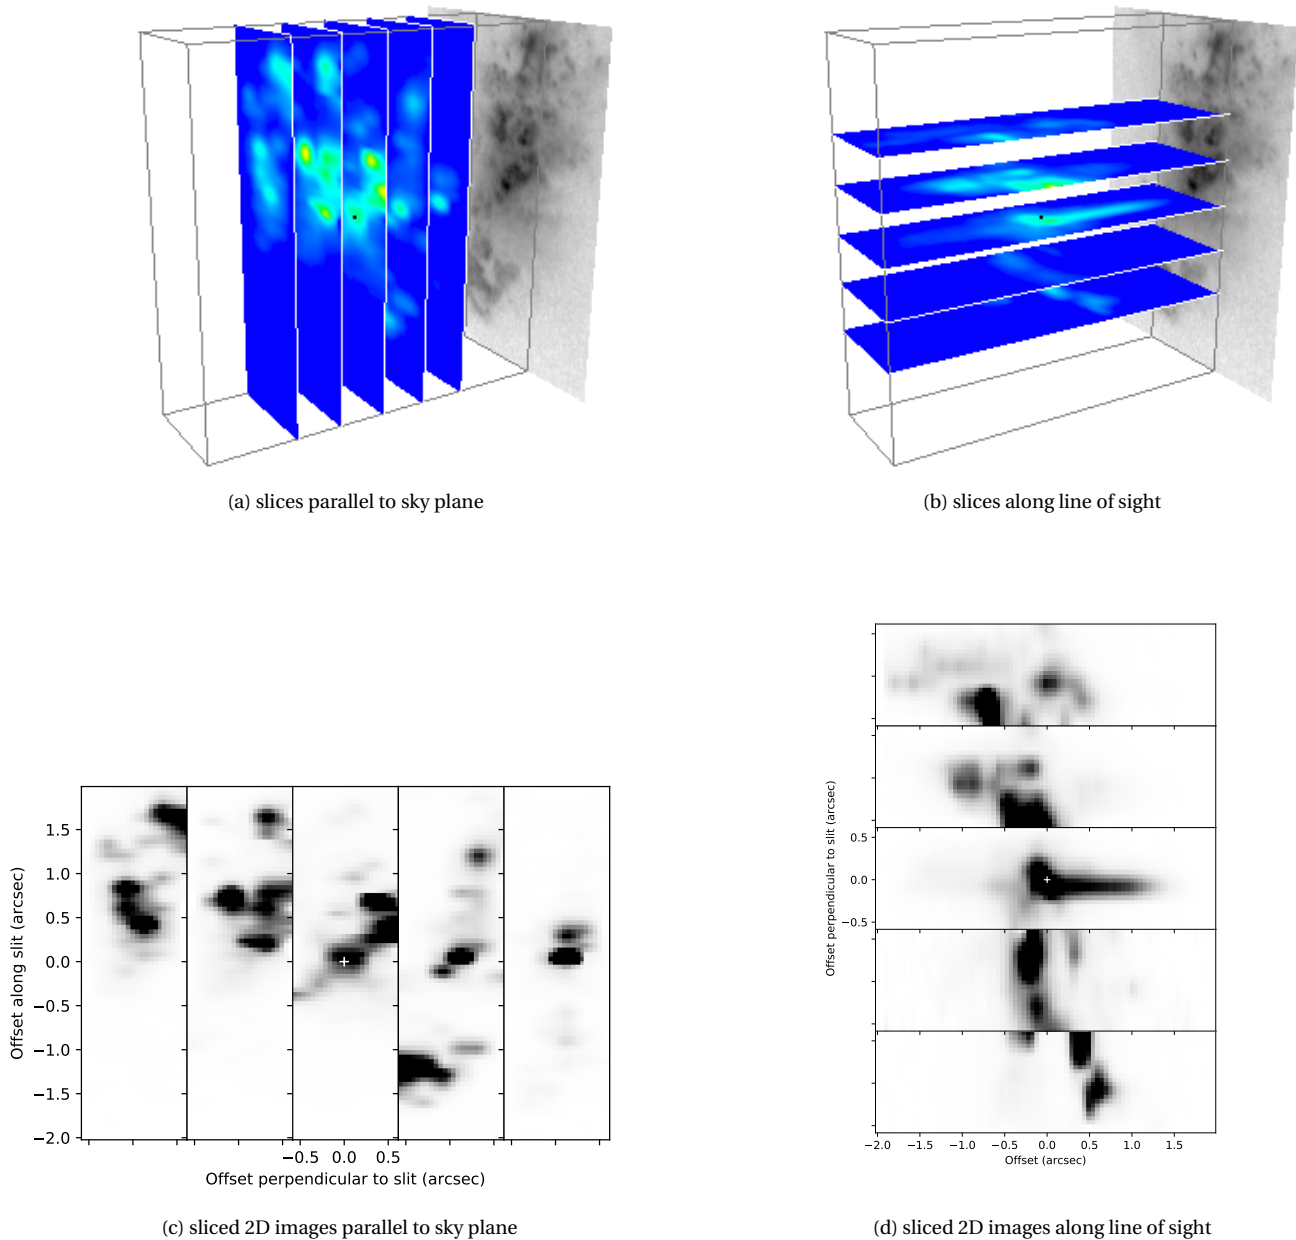 (a) slices parallel to sky plane
(b) slices along line of sight
1.5
1.0
0.5
0.0
−0.5
−1.0
−1.5
−2.0
Offset along slit (arcsec)
−0.5 0.0 0.5
Offset perpendicular to slit (arcsec)
(c) sliced 2D images parallel to sky plane
0.5
0.0
−0.5
Offset perpendicular to slit (arcsec)
−2.0 −1.5 −1.0 −0.5 0.0 0.5 1.0 1.5
Offset (arcsec)
(d) sliced 2D images along line of sight